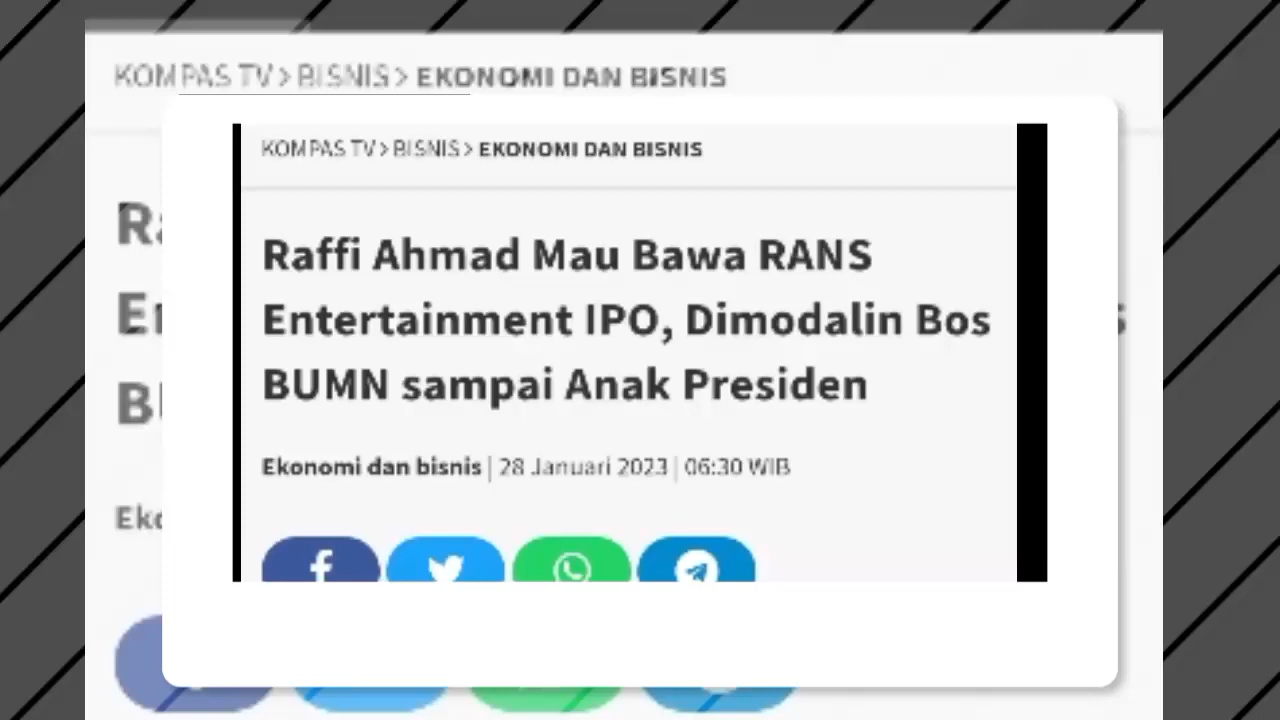 KOMPAS TV > BISNIS > EKONOMI DAN BISNIS
KOMPAS TV > BISNIS > EKONOMI DAN BISNIS
Raffi Ahmad Mau Bawa RANS
Entertainment IPO, Dimodalin Bos
BUMN sampai Anak Presiden
Ekonomi dan bisnis | 28 Januari 2023 | 06:30 WIB